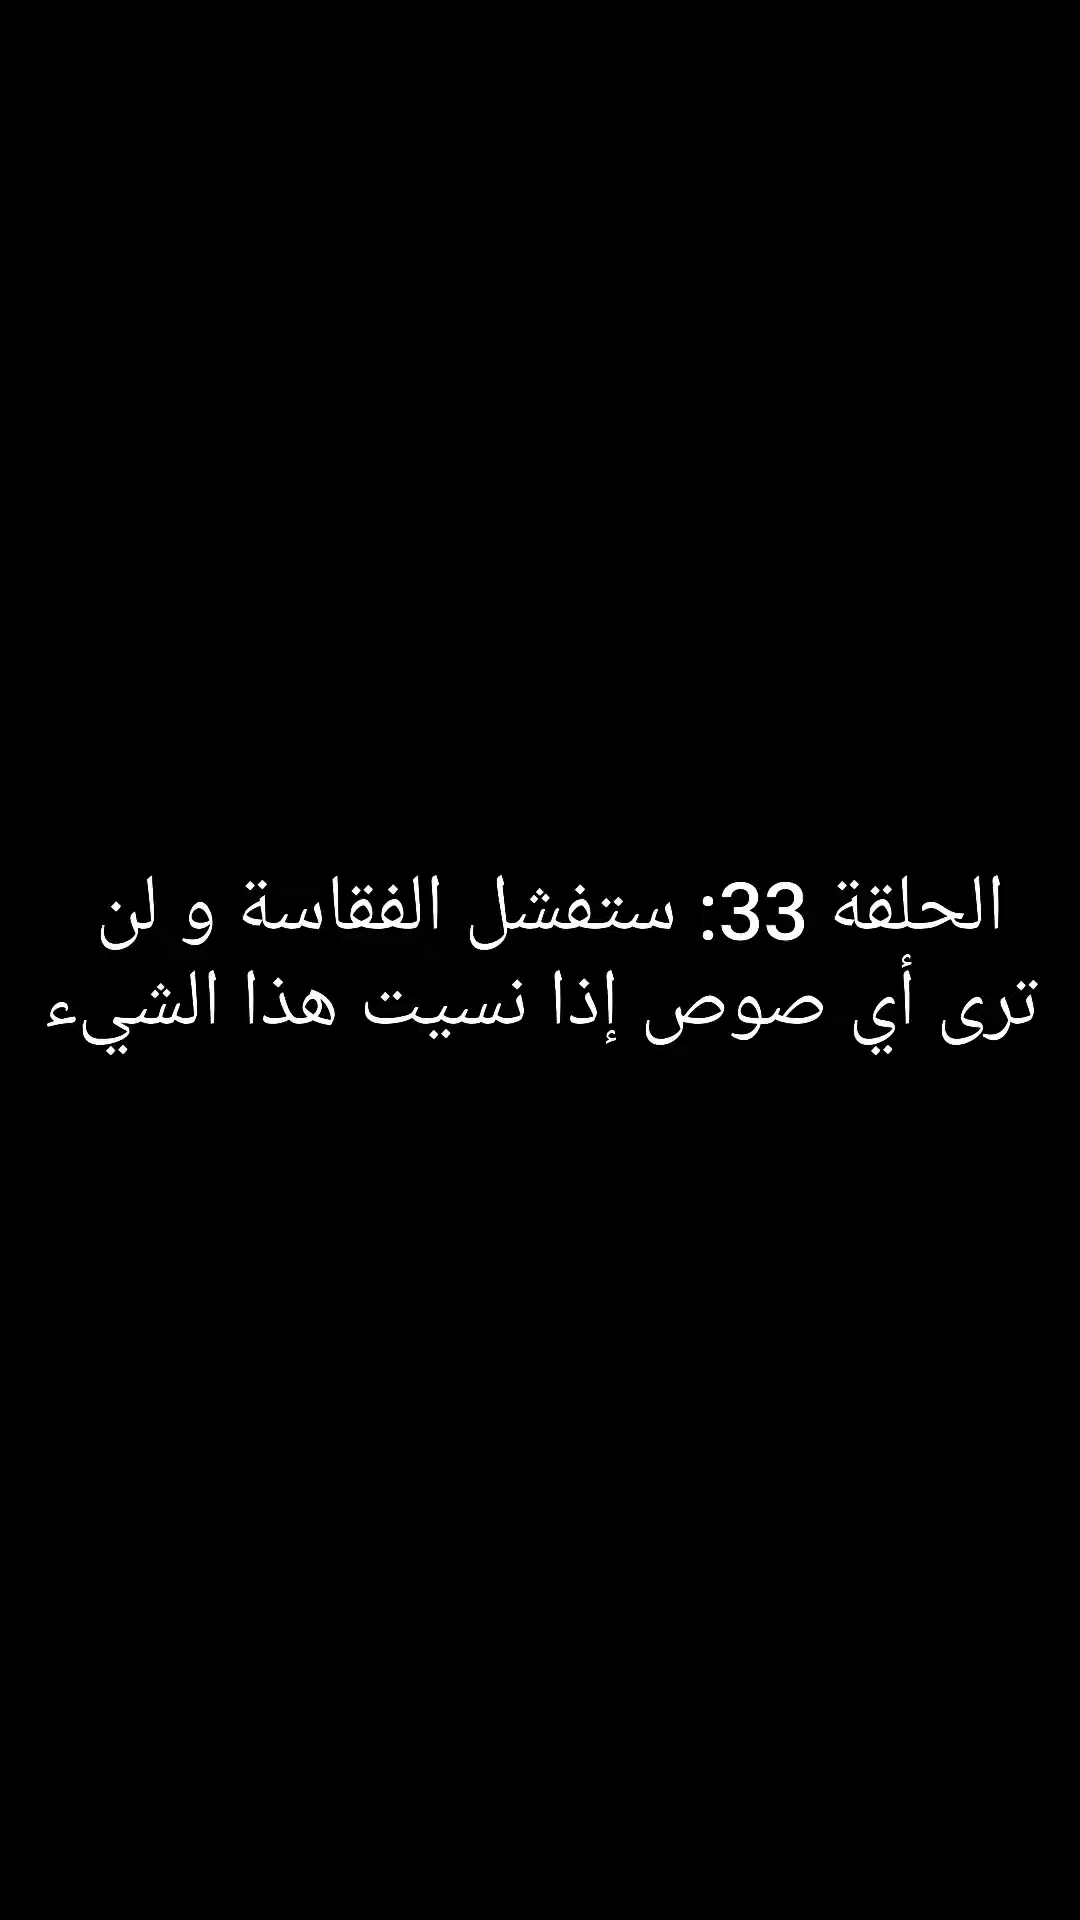 الحلقة 33: ستفشل الفقاسة و لن
ترى أي صوص إذا نسيت هذا الشيء